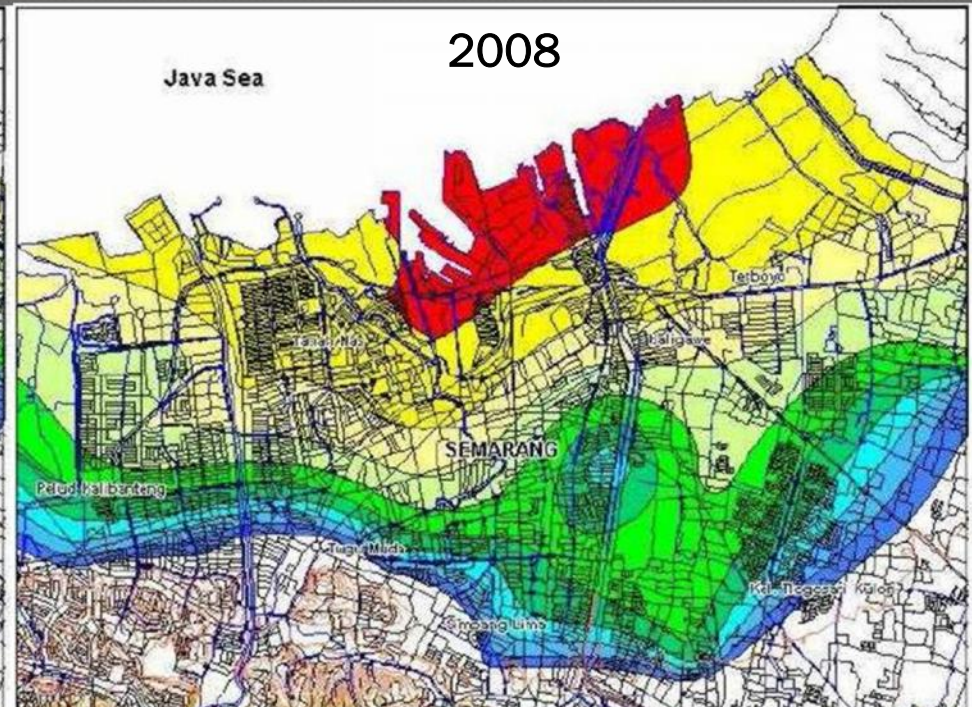 2008
Java Sea
Terboyo
Kaligawe
SEMARANG
Tugu Muda
Simpang Lima